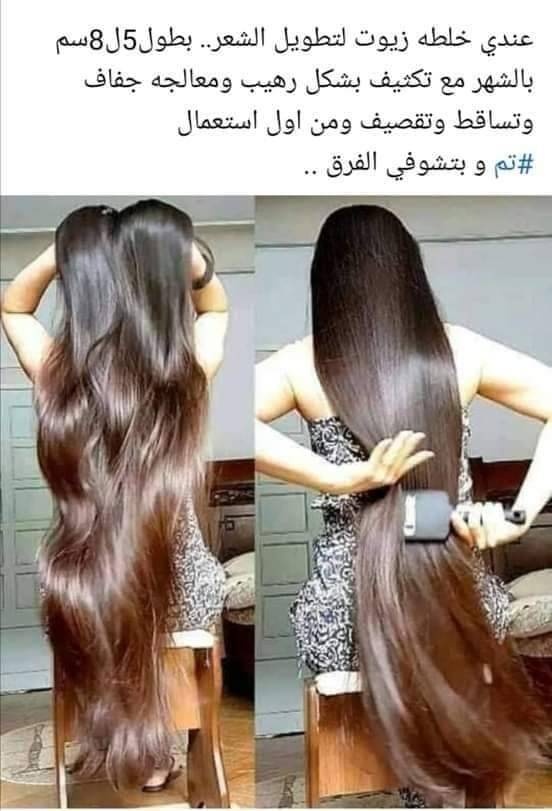 عندي خلطه زيوت لتطويل الشعر.. بطول5ل8سم
بالشهر مع تكثيف بشكل رهيب ومعالجه جفاف
وتساقط وتقصيف ومن اول استعمال
#تم و بتشوفي الفرق ..